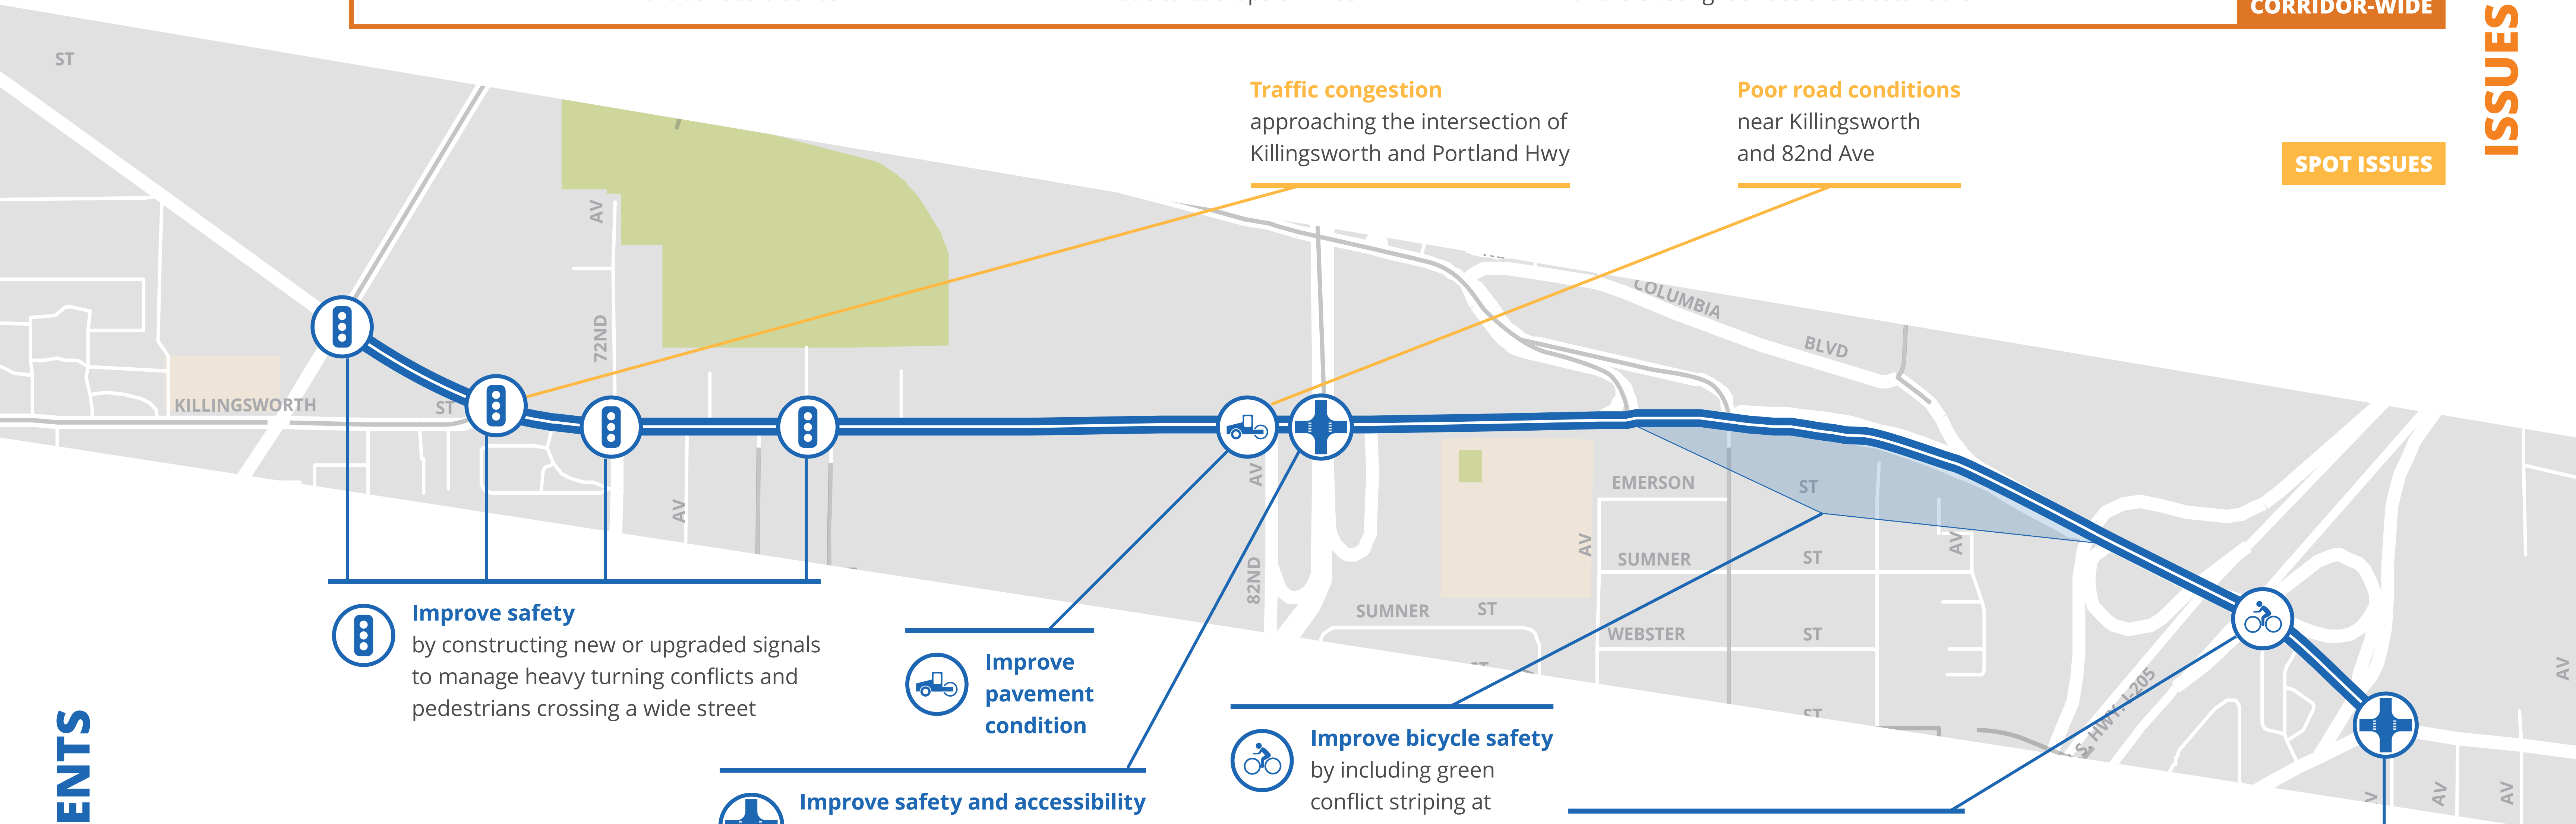 CORRIDOR-WIDE
ISSUES
SPOT ISSUES
Traffic congestion
approaching the intersection of
Killingsworth and Portland Hwy
Poor road conditions
near Killingsworth
and 82nd Ave
ST
AV
72ND
KILLINGSWORTH
ST
AV
COLUMBIA
BLVD
AV
82ND
EMERSON
ST
AV
SUMNER
ST
AV
SUMNER
ST
WEBSTER
ST
ST
HWY. I-205
AV
AV
AV
Improve safety
by constructing new or upgraded signals
to manage heavy turning conflicts and
pedestrians crossing a wide street
Improve
pavement
condition
Improve safety and accessibility
Improve bicycle safety
by including green
conflict striping at
ENTS